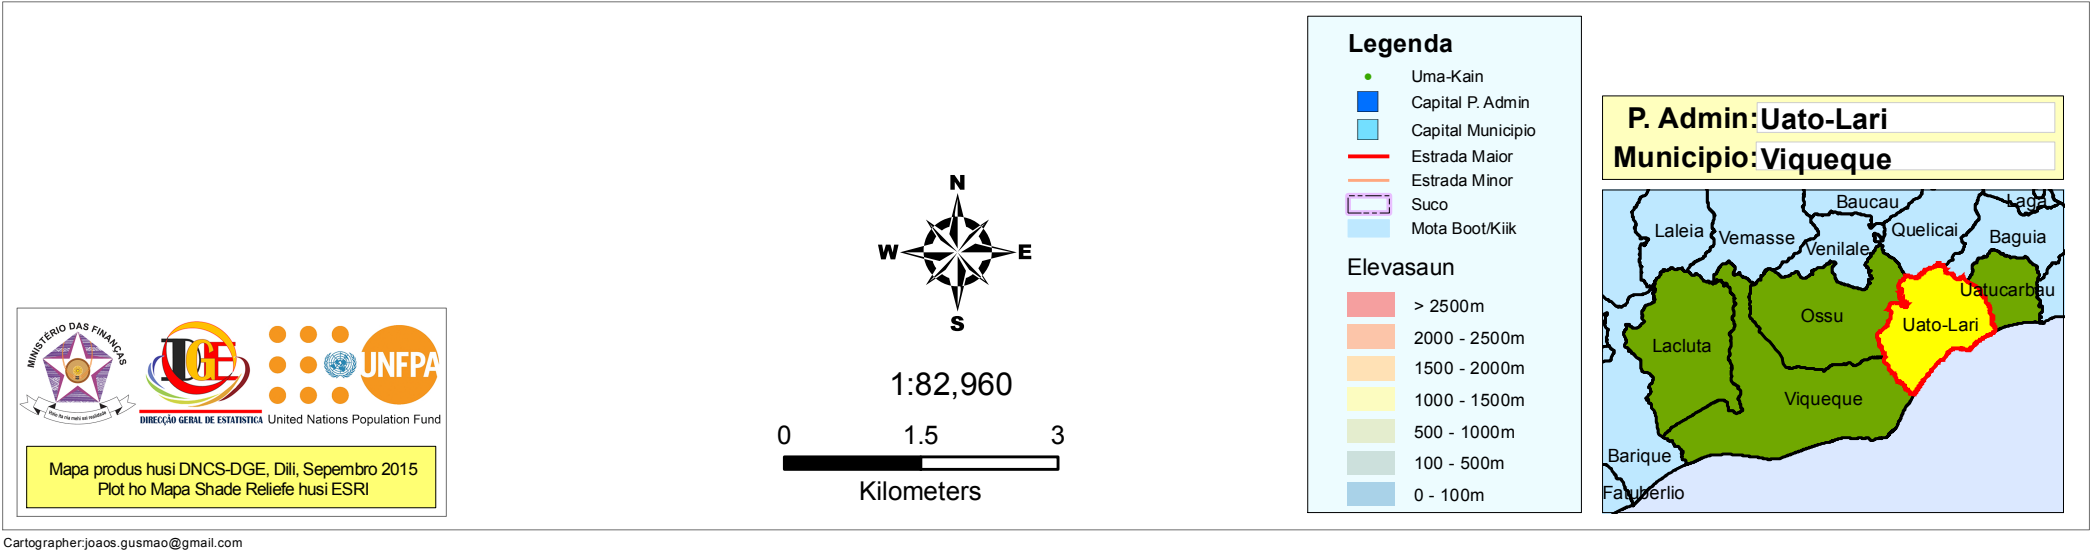 MINISTÉRIO DAS FINANÇAS
DGE
DIRECÇÃO GERAL DE ESTATISTICA
UNFPA
United Nations Population Fund
Mapa produs husi DNCS-DGE, Dili, Sepembro 2015
Plot ho Mapa Shade Reliefe husi ESRI
N
W
E
S
1:82,960
0 1.5 3
Kilometers
Legenda
Uma-Kain
Capital P. Admin
Capital Municipio
Estrada Maior
Estrada Minor
Suco
Mota Boot/Kiik
Elevasaun
> 2500m
2000 - 2500m
1500 - 2000m
1000 - 1500m
500 - 1000m
100 - 500m
0 - 100m
P. Admin: Uato-Lari
Municipio: Viqueque
Baucau
Laga
Laleia
Vemasse
Venilale
Quelicai
Baguia
Uatucarbau
Ossu
Uato-Lari
Lacluta
Viqueque
Barique
Fatuberlio
Cartographer:joaos.gusmao@gmail.com